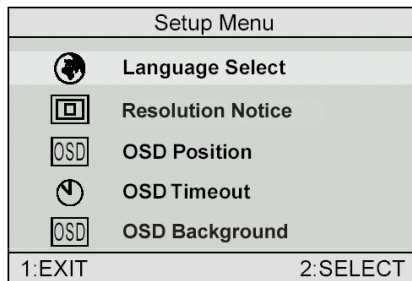 Setup Menu
Language Select
Resolution Notice
OSD OSD Position
OSD Timeout
OSD OSD Background
1:EXIT 2:SELECT